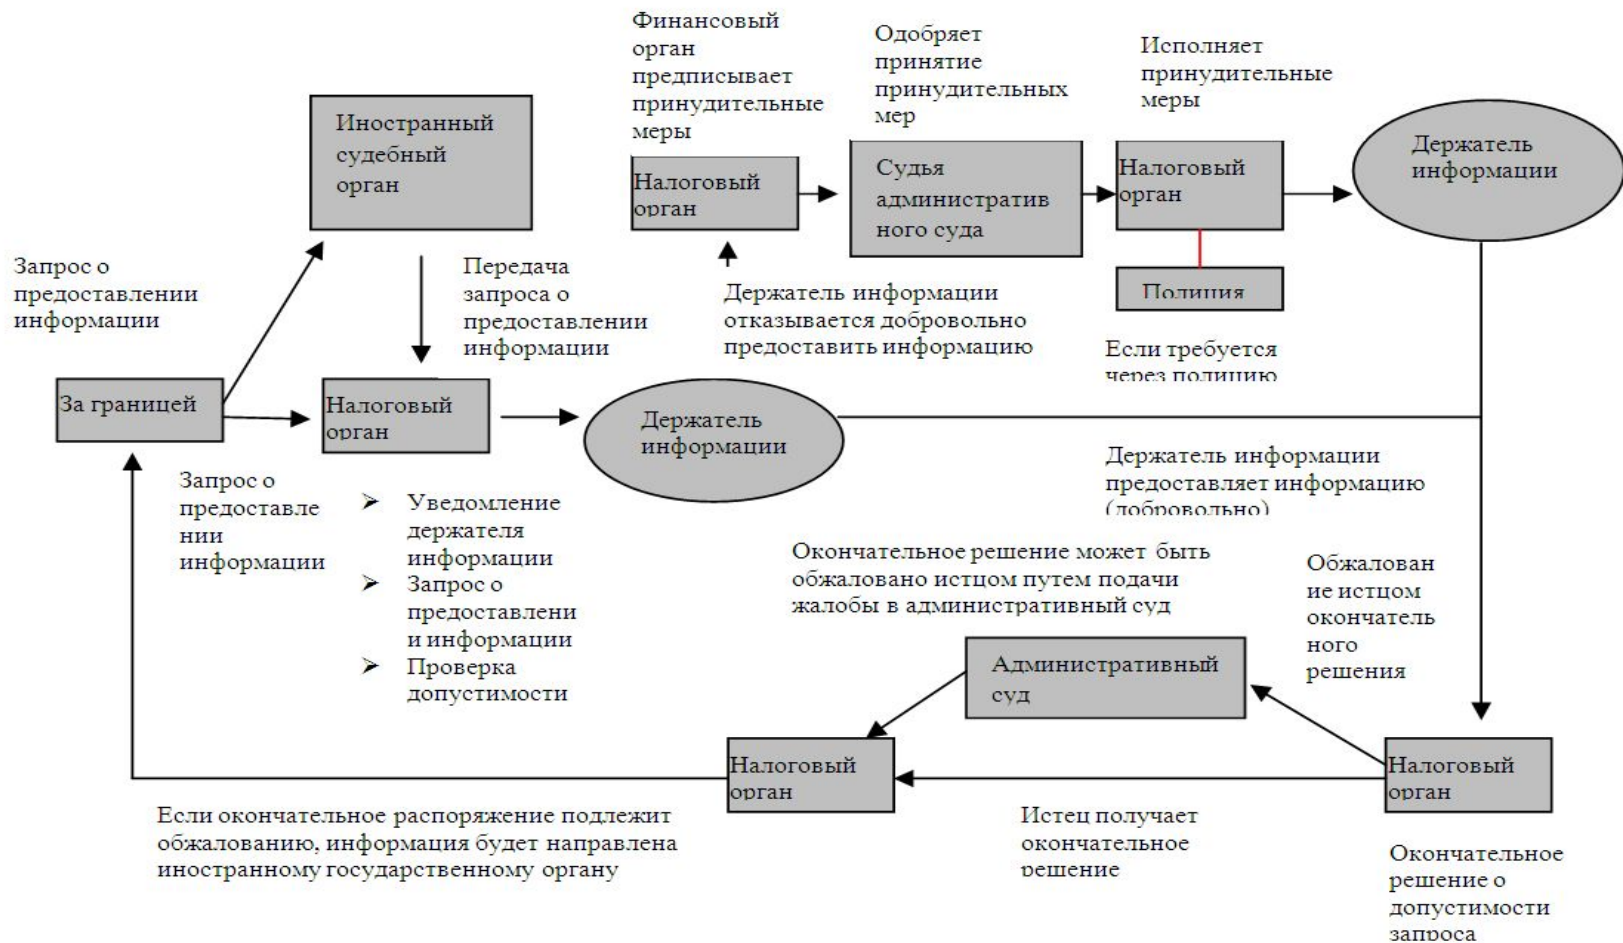 Финансовый
орган
предписывает
принудительные
меры
Одобряет
принятие
принудительных
мер
Исполняет
принудительные
меры
Иностранный
судебный
орган
Налоговый
орган
Судья
административ
ного суда
Налоговый
орган
Держатель
информации
Полиция
Если требуется
через полицию
Запрос о
предоставлении
информации
Передача
запроса о
предоставлении
информации
Держатель информации
отказывается добровольно
предоставить информацию
За границей
Налоговый
орган
Держатель
информации
Держатель информации
предоставляет информацию
(добровольно)
Запрос о
предоставле
нии
информации
Уведомление
держателя
информации
Запрос о
предоставлени
и информации
Проверка
допустимости
Окончательное решение может быть
обжаловано истцом путем подачи
жалобы в административный суд
Обжалован
ие истцом
окончатель
ного
решения
Административный
суд
Налоговый
орган
Налоговый
орган
Если окончательное распоряжение подлежит
обжалованию, информация будет направлена
иностранному государственному органу
Истец получает
окончательное
решение
Окончательное
решение о
допустимости
запроса